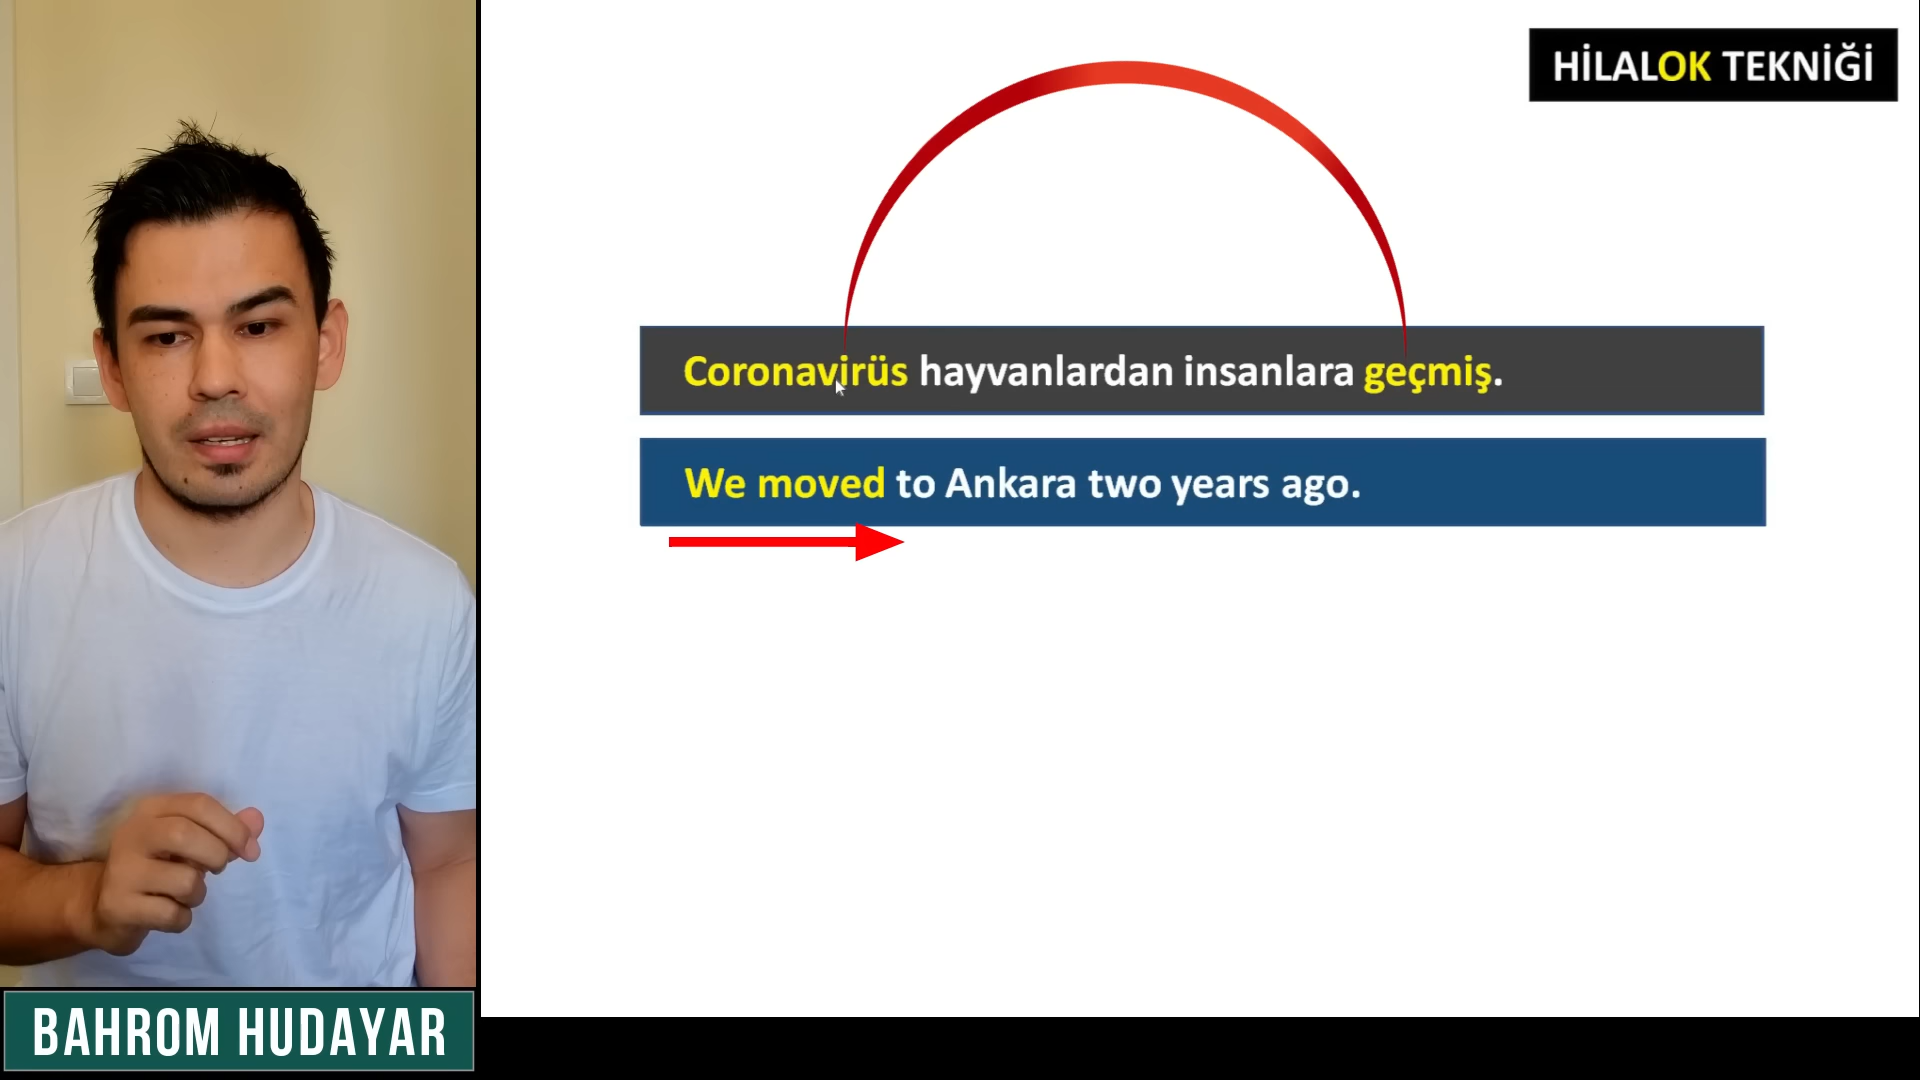 HİLALOK TEKNİĞİ
Coronavirüs hayvanlardan insanlara geçmiş.
We moved to Ankara two years ago.
BAHROM HUDAYAR